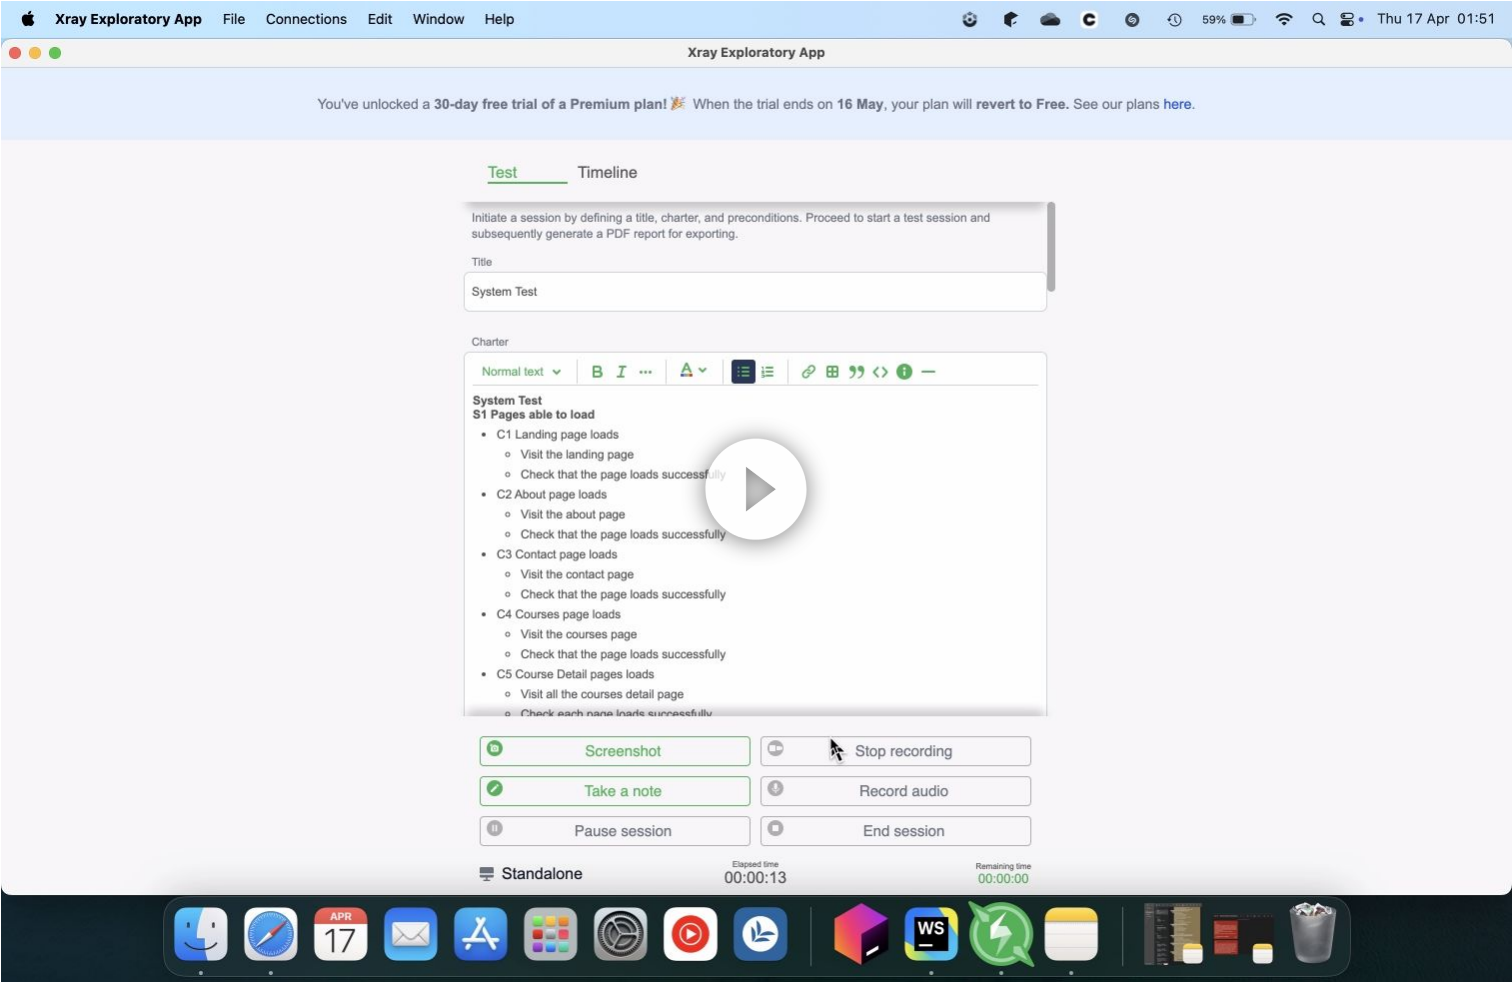 Xray Exploratory App File Connections Edit Window Help 59% Thu 17 Apr 01:51
Xray Exploratory App
You've unlocked a 30-day free trial of a Premium plan! 🎉 When the trial ends on 16 May, your plan will revert to Free. See our plans here.
Test Timeline
Initiate a session by defining a title, charter, and preconditions. Proceed to start a test session and
subsequently generate a PDF report for exporting.
Title
System Test
Charter
Normal text B I ... A
System Test
S1 Pages able to load
• C1 Landing page loads
◦ Visit the landing page
◦ Check that the page loads successfully
• C2 About page loads
◦ Visit the about page
◦ Check that the page loads successfully
• C3 Contact page loads
◦ Visit the contact page
◦ Check that the page loads successfully
• C4 Courses page loads
◦ Visit the courses page
◦ Check that the page loads successfully
• C5 Course Detail pages loads
◦ Visit all the courses detail page
◦ Check each page loads successfully
Screenshot Stop recording
Take a note Record audio
Pause session End session
Standalone
Elapsed time
00:00:13
Remaining time
00:00:00
APR
17
WS